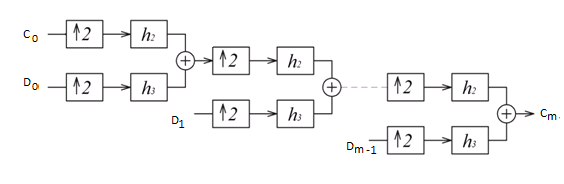 C₀ ↑2 h₂
D₀ ↑2 h₃
+ ↑2 h₂
D₁ ↑2 h₃
+ ↑2 h₂
Dm-1 ↑2 h₃
+ Cm